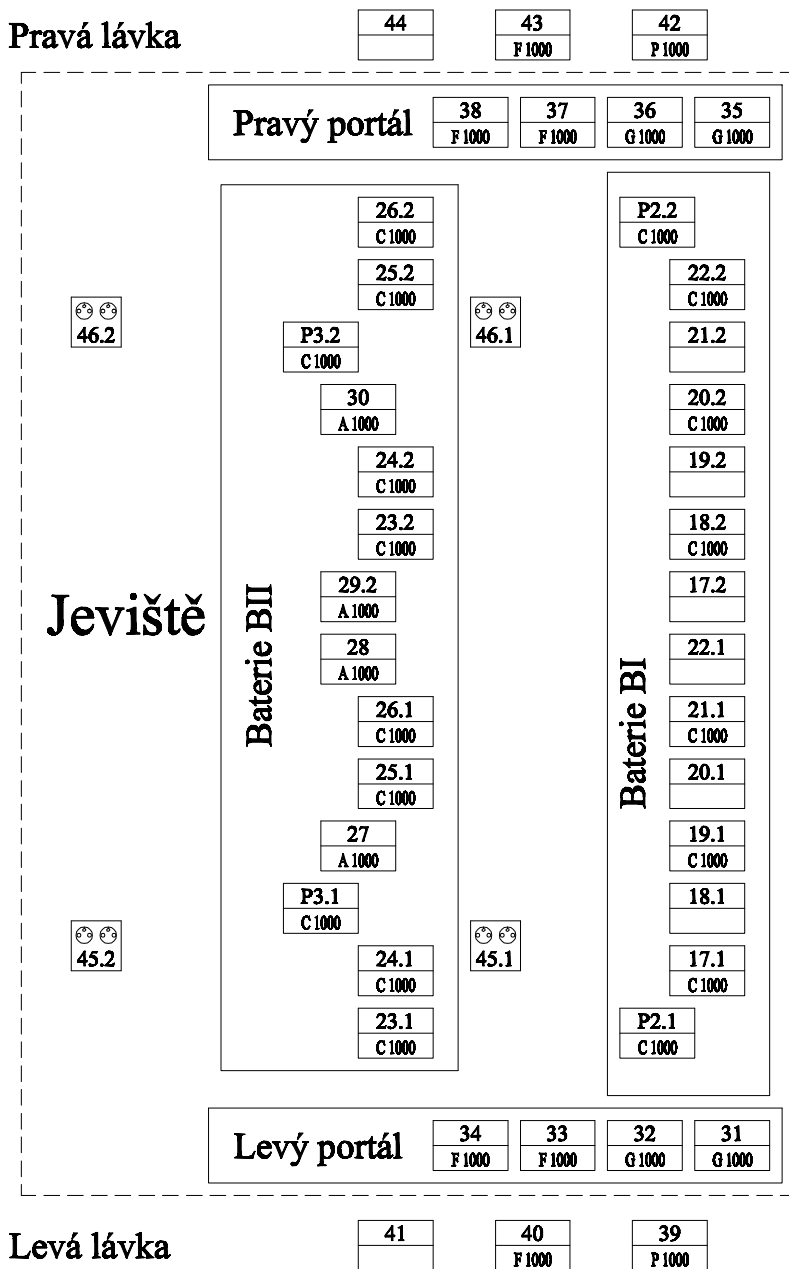 Pravá lávka
44
43
F 1000
42
P 1000
Pravý portál
38
F 1000
37
F 1000
36
G 1000
35
G 1000
Jeviště
46.2
45.2
Baterie BII
26.2
C 1000
25.2
C 1000
P3.2
C 1000
30
A 1000
24.2
C 1000
23.2
C 1000
29.2
A 1000
28
A 1000
26.1
C 1000
25.1
C 1000
27
A 1000
P3.1
C 1000
24.1
C 1000
23.1
C 1000
46.1
45.1
Baterie BI
P2.2
C 1000
22.2
C 1000
21.2
20.2
C 1000
19.2
18.2
C 1000
17.2
22.1
21.1
C 1000
20.1
19.1
C 1000
18.1
17.1
C 1000
P2.1
C 1000
Levý portál
34
F 1000
33
F 1000
32
G 1000
31
G 1000
Levá lávka
41
40
F 1000
39
P 1000